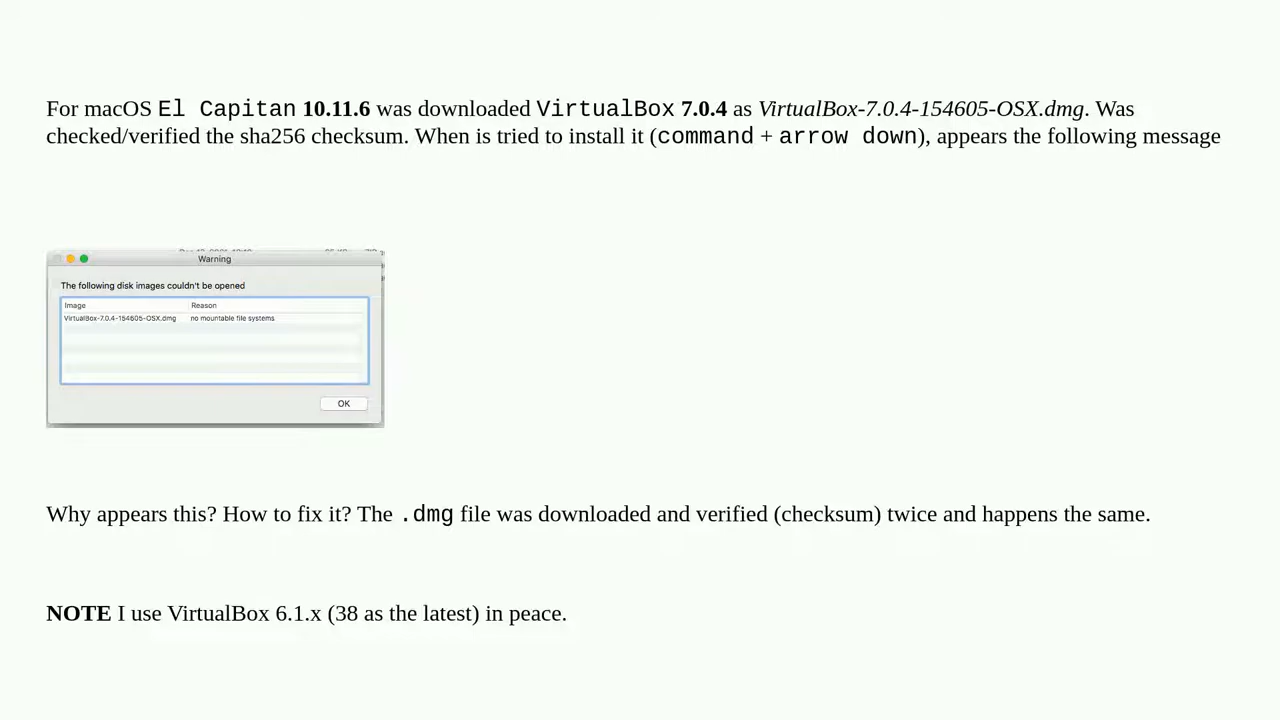 For macOS El Capitan 10.11.6 was downloaded VirtualBox 7.0.4 as VirtualBox-7.0.4-154605-OSX.dmg. Was
checked/verified the sha256 checksum. When is tried to install it (command + arrow down), appears the following message
Warning
The following disk images couldn't be opened
Image Reason
VirtualBox-7.0.4-154605-OSX.dmg no mountable file systems
OK
Why appears this? How to fix it? The .dmg file was downloaded and verified (checksum) twice and happens the same.
NOTE I use VirtualBox 6.1.x (38 as the latest) in peace.